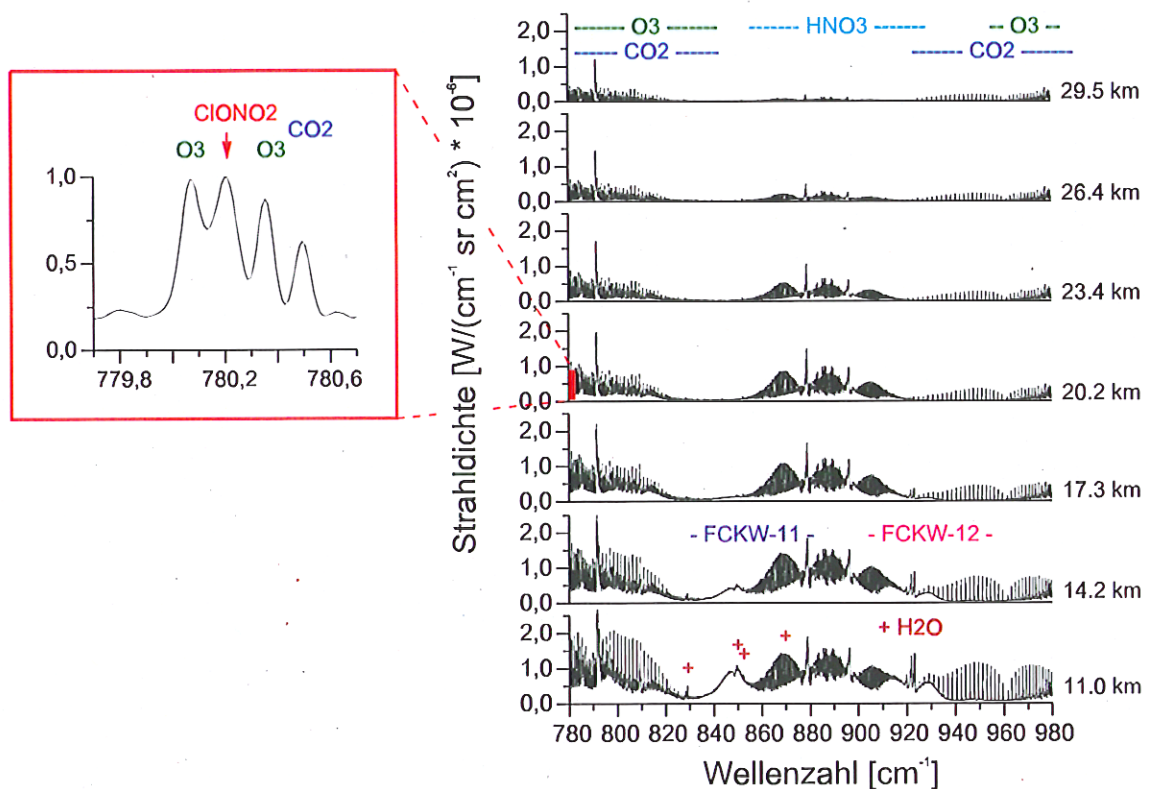 ClONO2
O3
O3
CO2
1,0
0,5
0,0
779,8
780,2
780,6
Strahldichte [W/(cm⁻¹ sr cm²) * 10⁻⁶]
O3
HNO3
O3
CO2
CO2
2,0
1,0
0,0
29.5 km
2,0
1,0
0,0
26.4 km
2,0
1,0
0,0
23.4 km
2,0
1,0
0,0
20.2 km
2,0
1,0
0,0
17.3 km
- FCKW-11 -
- FCKW-12 -
2,0
1,0
0,0
14.2 km
+ H2O
2,0
1,0
0,0
11.0 km
780 800 820 840 860 880 900 920 940 960 980
Wellenzahl [cm⁻¹]